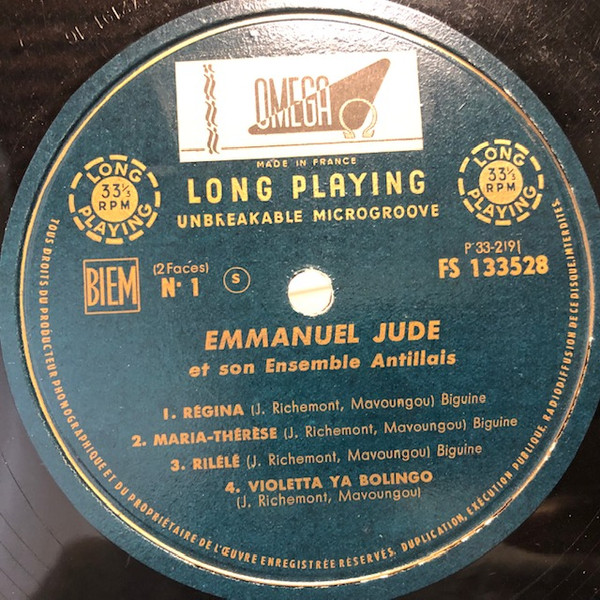 OMEGA
MADE IN FRANCE
LONG PLAYING
UNBREAKABLE MICROGROOVE
LONG PLAYING
33⅓ RPM
LONG PLAYING
33⅓ RPM
P 33-2191
FS 133528
BIEM
(2 Faces)
N° 1
S
EMMANUEL JUDE
et son Ensemble Antillais
1. RÉGINA (J. Richemont, Mavoungou) Biguine
2. MARIA-THÉRÈSE (J. Richemont, Mavoungou) Biguine
3. RILÉLÉ (J. Richemont, Mavoungou) Biguine
4. VIOLETTA YA BOLINGO
(J. Richemont, Mavoungou)
TOUS DROITS DU PRODUCTEUR PHONOGRAPHIQUE ET DU PROPRIÉTAIRE DE L'ŒUVRE ENREGISTRÉE RÉSERVÉS. DUPLICATION, EXÉCUTION PUBLIQUE, RADIODIFFUSION DE CE DISQUE, INTERDITES.